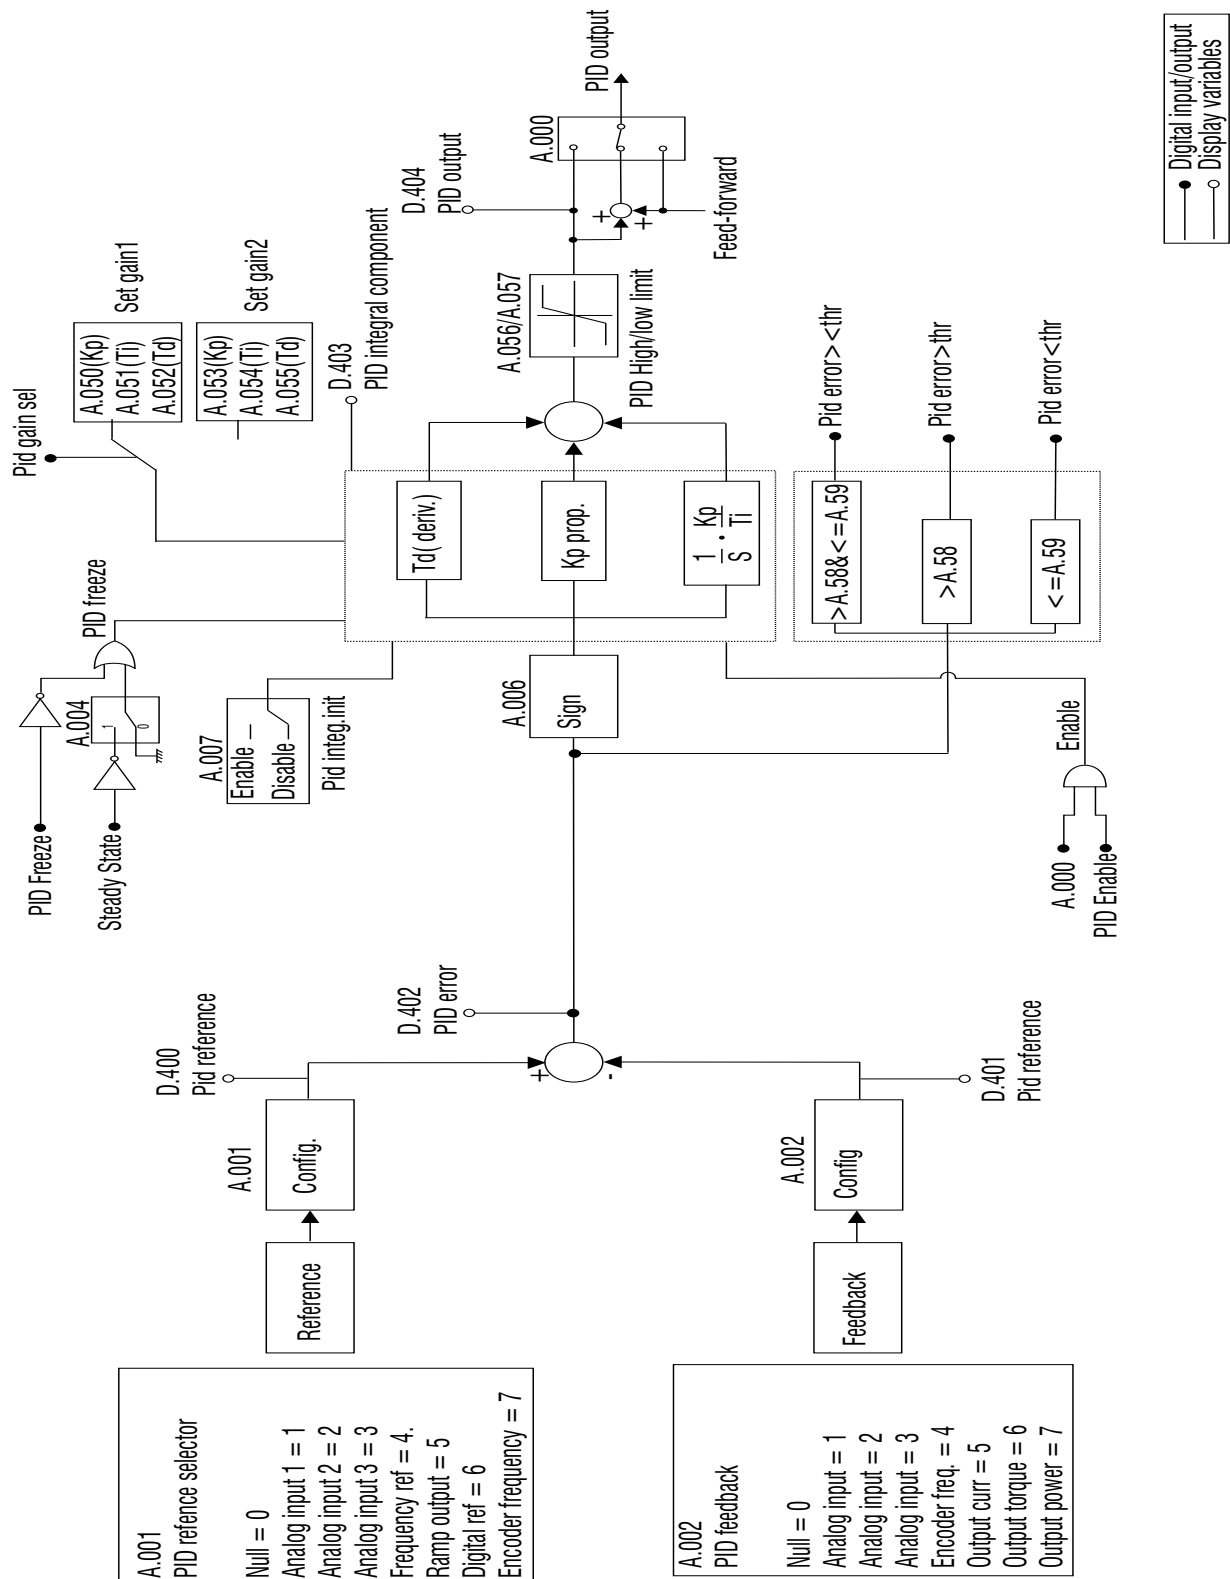 A.001
PID refence selector
Null = 0
Analog input 1 = 1
Analog input 2 = 2
Analog input 3 = 3
Frequency ref = 4.
Ramp output = 5
Digital ref = 6
Encoder frequency = 7
A.002
PID feedback
Null = 0
Analog input = 1
Analog input = 2
Analog input = 3
Encoder freq. = 4
Output curr = 5
Output torque = 6
Output power = 7
Reference
A.001
Config.
D.400
Pid reference
Feedback
A.002
Config
D.401
Pid reference
+
-
D.402
PID error
PID Freeze
Steady State
A.004
1
0
PID freeze
A.007
Enable
Disable
Pid integ.init
A.006
Sign
A.000
PID Enable
Enable
Pid gain sel
A.050(Kp)
A.051(Ti)
A.052(Td)
Set gain1
A.053(Kp)
A.054(Ti)
A.055(Td)
Set gain2
D.403
PID integral component
Td( deriv.)
Kp prop.
1
S
·
Kp
Ti
>A.58&<=A.59
>A.58
<=A.59
Pid error><thr
Pid error>thr
Pid error<thr
A.056/A.057
PID High/low limit
D.404
PID output
+
+
Feed-forward
A.000
PID output
Digital input/output
Display variables